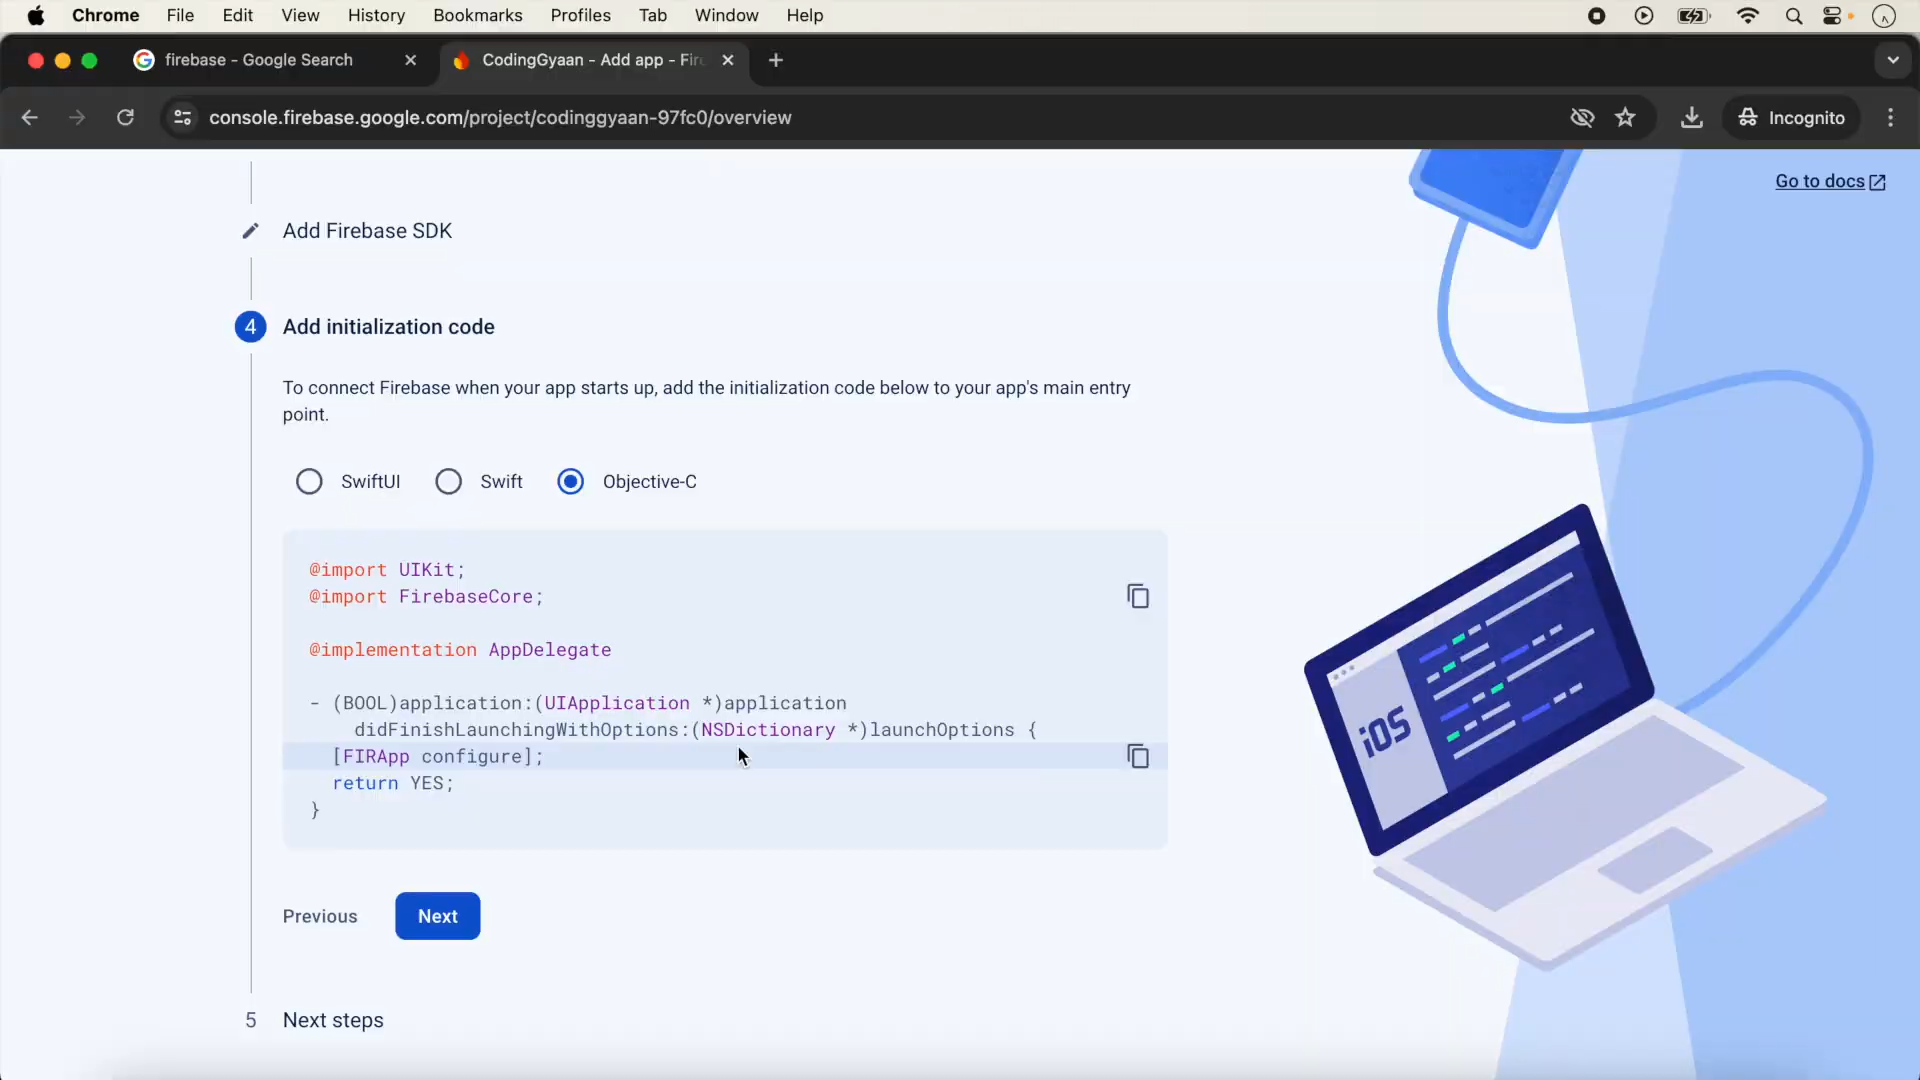 Chrome File Edit View History Bookmarks Profiles Tab Window Help
firebase - Google Search
CodingGyaan - Add app - Fir
console.firebase.google.com/project/codinggyaan-97fc0/overview
Incognito
Go to docs
Add Firebase SDK
4 Add initialization code
To connect Firebase when your app starts up, add the initialization code below to your app's main entry
point.
SwiftUI Swift Objective-C
@import UIKit;
@import FirebaseCore;
@implementation AppDelegate
- (BOOL)application:(UIApplication *)application
didFinishLaunchingWithOptions:(NSDictionary *)launchOptions {
[FIRApp configure];
return YES;
}
iOS
Previous Next
5 Next steps